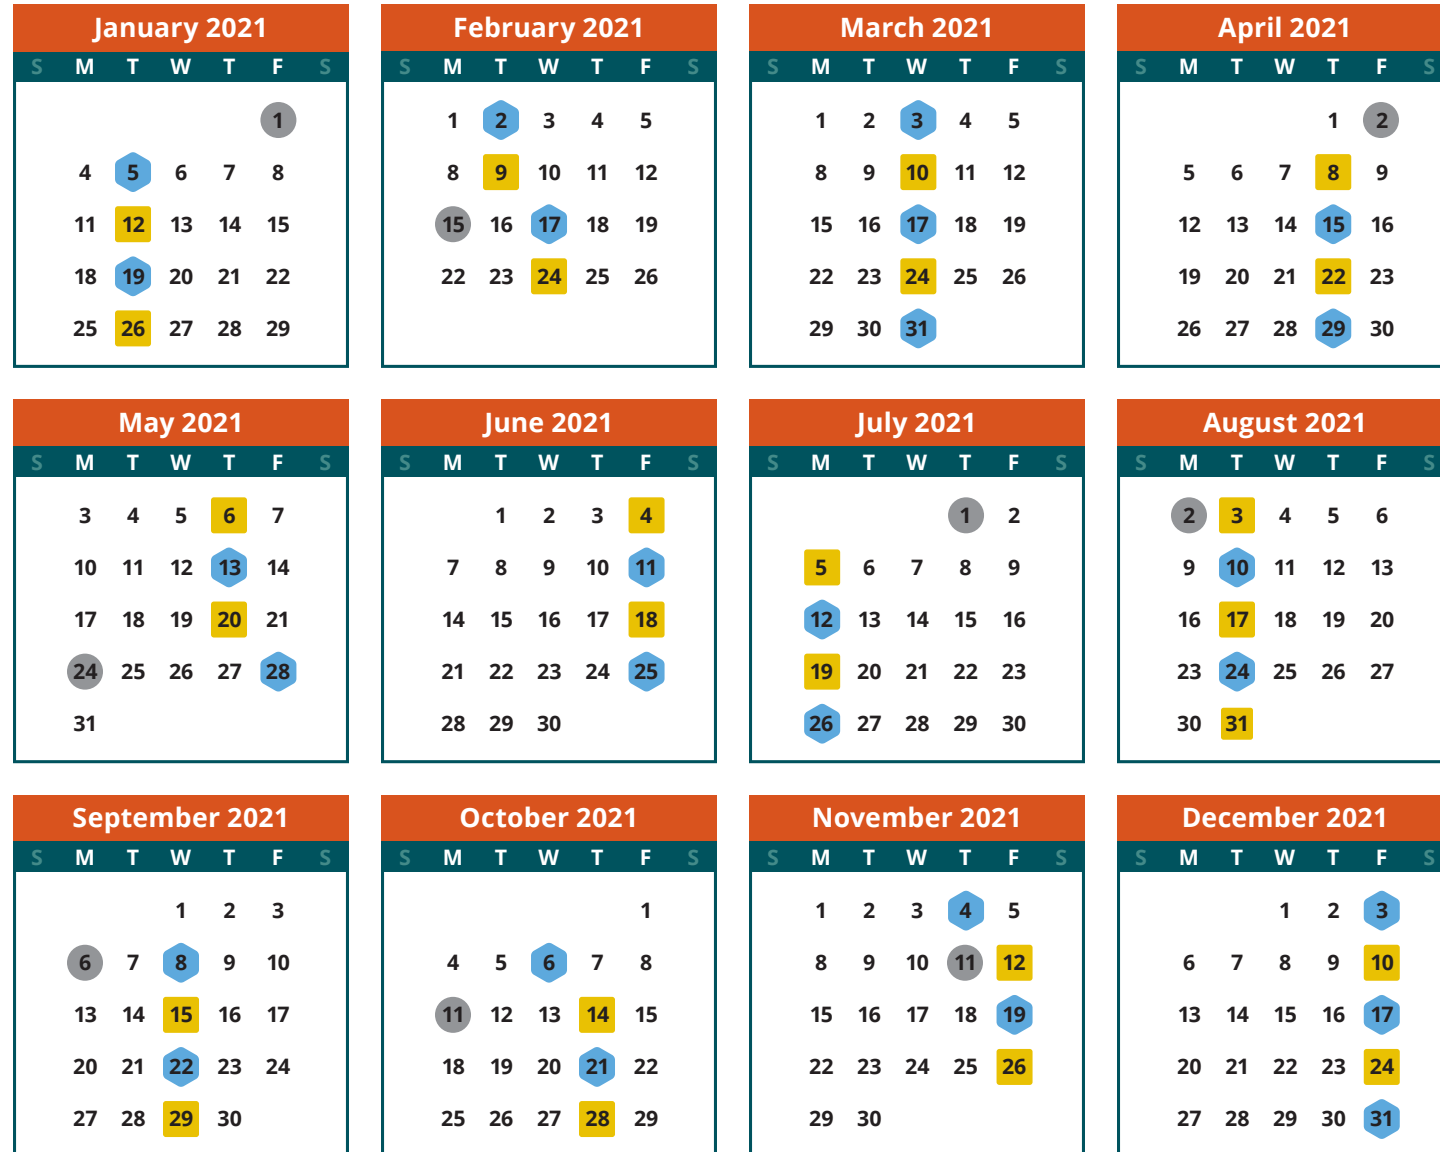 January 2021
S M T W T F S
1
4 5 6 7 8
11 12 13 14 15
18 19 20 21 22
25 26 27 28 29
February 2021
S M T W T F S
1 2 3 4 5
8 9 10 11 12
15 16 17 18 19
22 23 24 25 26
March 2021
S M T W T F S
1 2 3 4 5
8 9 10 11 12
15 16 17 18 19
22 23 24 25 26
29 30 31
April 2021
S M T W T F S
1 2
5 6 7 8 9
12 13 14 15 16
19 20 21 22 23
26 27 28 29 30
May 2021
S M T W T F S
3 4 5 6 7
10 11 12 13 14
17 18 19 20 21
24 25 26 27 28
31
June 2021
S M T W T F S
1 2 3 4
7 8 9 10 11
14 15 16 17 18
21 22 23 24 25
28 29 30
July 2021
S M T W T F S
1 2
5 6 7 8 9
12 13 14 15 16
19 20 21 22 23
26 27 28 29 30
August 2021
S M T W T F S
2 3 4 5 6
9 10 11 12 13
16 17 18 19 20
23 24 25 26 27
30 31
September 2021
S M T W T F S
1 2 3
6 7 8 9 10
13 14 15 16 17
20 21 22 23 24
27 28 29 30
October 2021
S M T W T F S
1
4 5 6 7 8
11 12 13 14 15
18 19 20 21 22
25 26 27 28 29
November 2021
S M T W T F S
1 2 3 4 5
8 9 10 11 12
15 16 17 18 19
22 23 24 25 26
29 30
December 2021
S M T W T F S
1 2 3
6 7 8 9 10
13 14 15 16 17
20 21 22 23 24
27 28 29 30 31